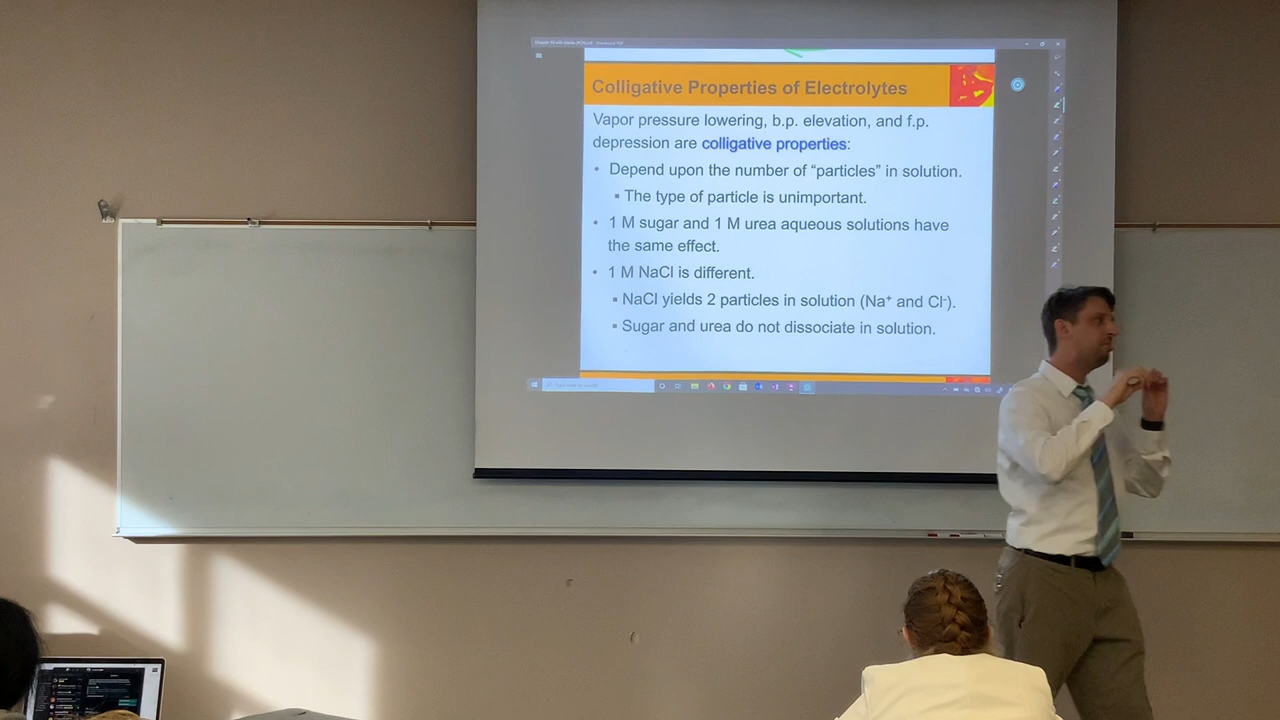 Colligative Properties of Electrolytes
Vapor pressure lowering, b.p. elevation, and f.p.
depression are colligative properties:
• Depend upon the number of “particles” in solution.
▪ The type of particle is unimportant.
• 1 M sugar and 1 M urea aqueous solutions have
the same effect.
• 1 M NaCl is different.
▪ NaCl yields 2 particles in solution (Na⁺ and Cl⁻).
▪ Sugar and urea do not dissociate in solution.